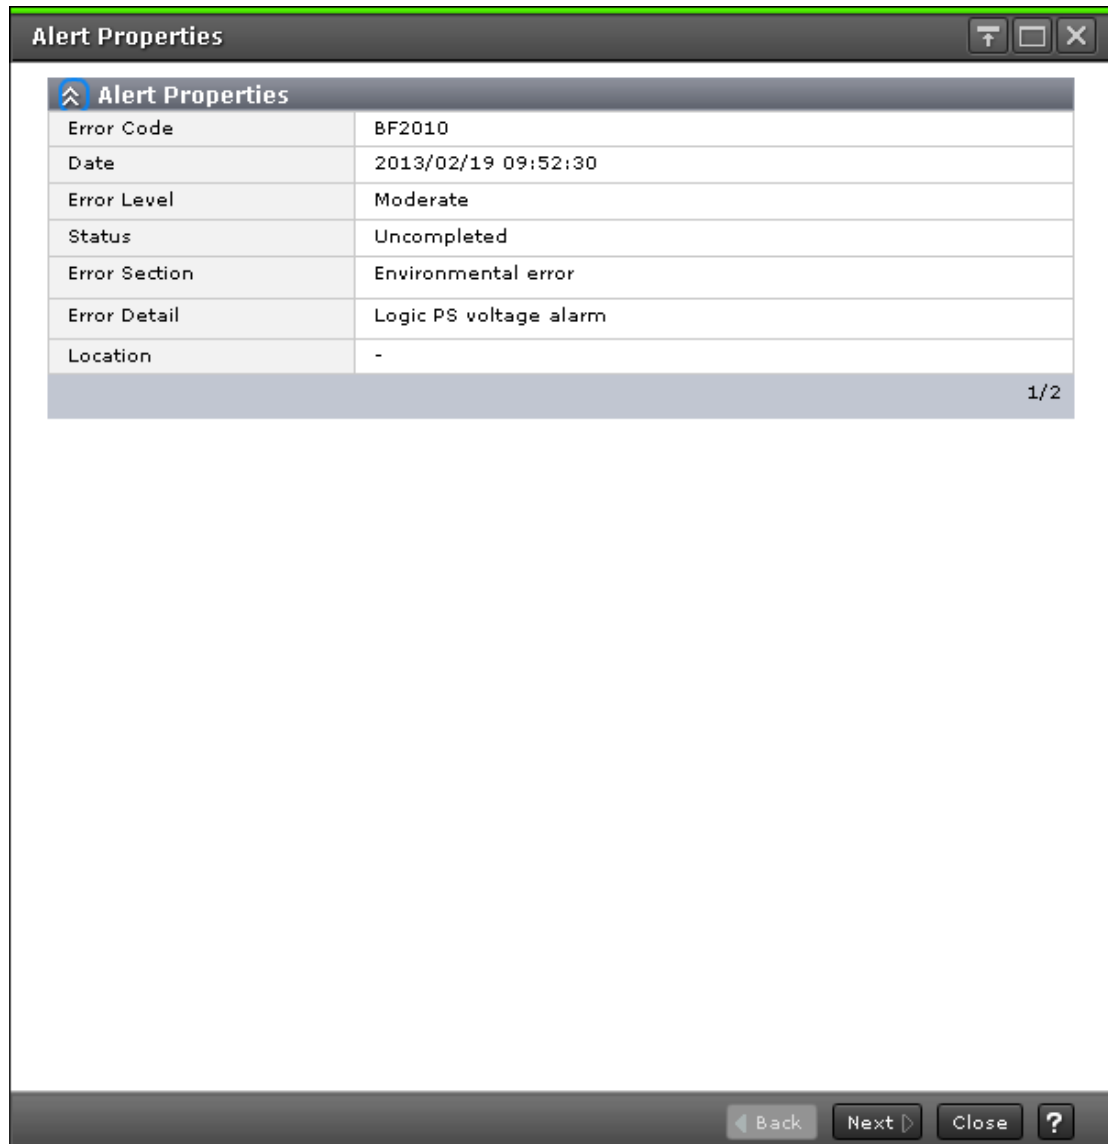 Alert Properties
Alert Properties
Error Code BF2010
Date 2013/02/19 09:52:30
Error Level Moderate
Status Uncompleted
Error Section Environmental error
Error Detail Logic PS voltage alarm
Location -
1/2
Back Next Close ?